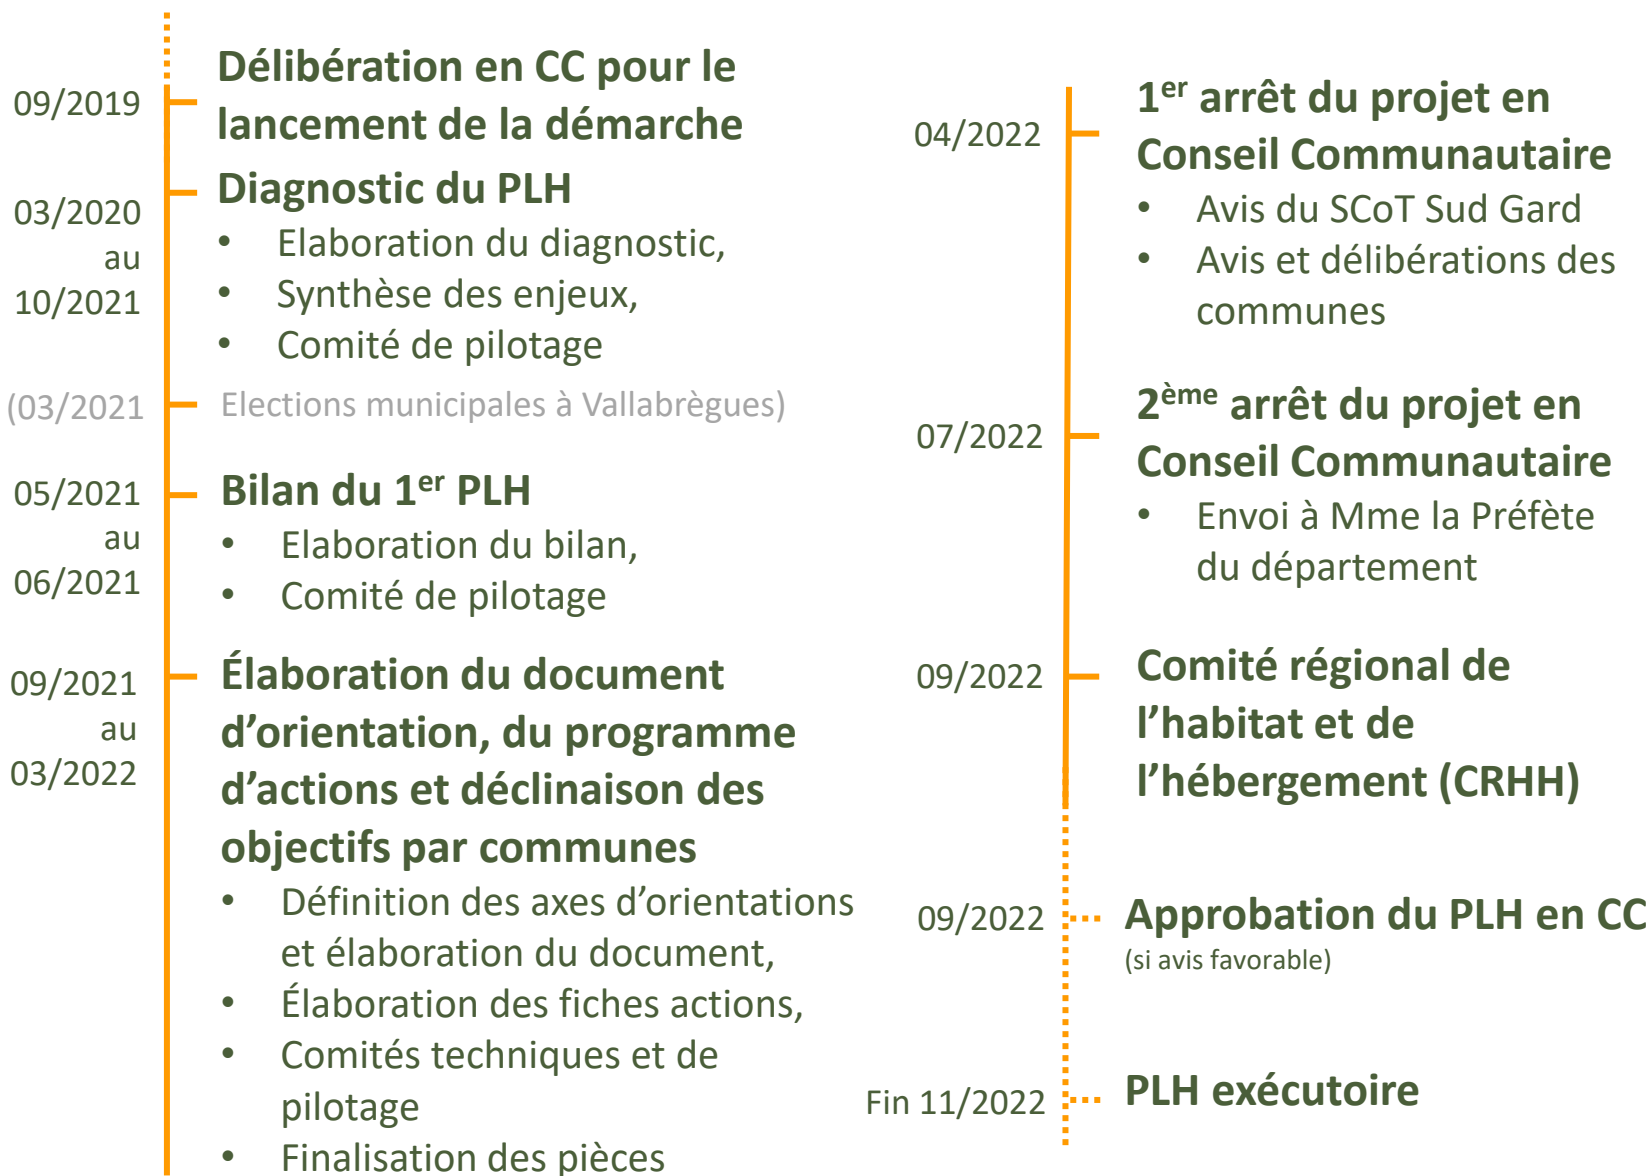 09/2019
Délibération en CC pour le
lancement de la démarche
03/2020
au
10/2021
Diagnostic du PLH
• Elaboration du diagnostic,
• Synthèse des enjeux,
• Comité de pilotage
(03/2021 Elections municipales à Vallabrègues)
05/2021
au
06/2021
Bilan du 1er PLH
• Elaboration du bilan,
• Comité de pilotage
09/2021
au
03/2022
Élaboration du document
d’orientation, du programme
d’actions et déclinaison des
objectifs par communes
• Définition des axes d’orientations
et élaboration du document,
• Élaboration des fiches actions,
• Comités techniques et de
pilotage
• Finalisation des pièces
04/2022
1er arrêt du projet en
Conseil Communautaire
• Avis du SCoT Sud Gard
• Avis et délibérations des
communes
07/2022
2ème arrêt du projet en
Conseil Communautaire
• Envoi à Mme la Préfète
du département
09/2022
Comité régional de
l’habitat et de
l’hébergement (CRHH)
09/2022
Approbation du PLH en CC
(si avis favorable)
Fin 11/2022
PLH exécutoire